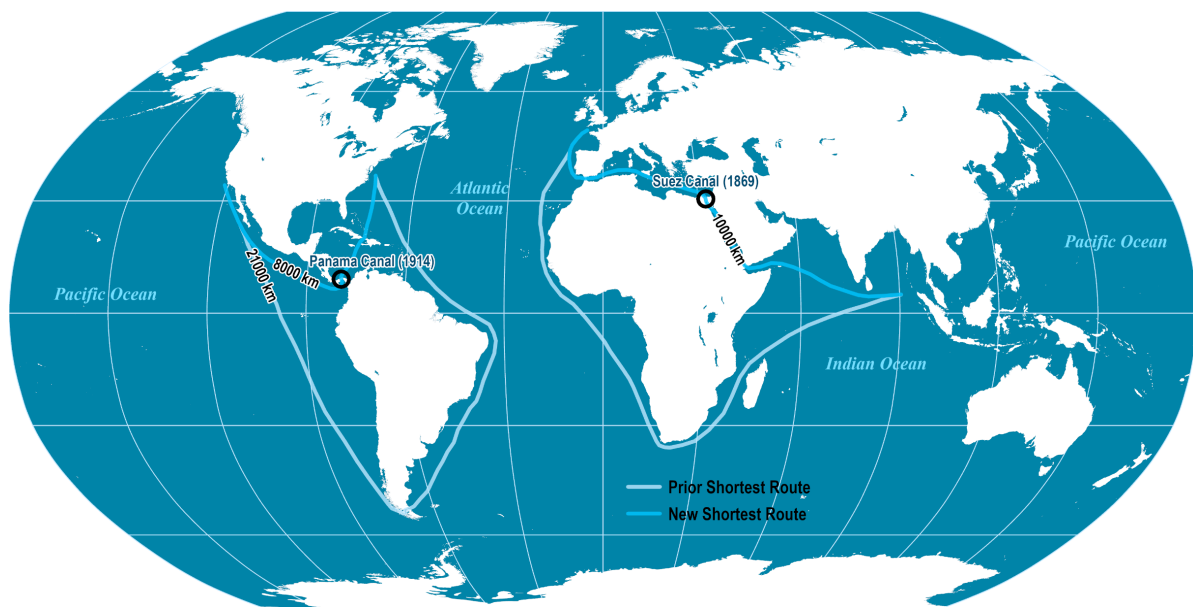 Atlantic
Ocean
Suez Canal (1869)
10000 km
Pacific Ocean
Panama Canal (1914)
8000 km
21000 km
Pacific Ocean
Indian Ocean
Prior Shortest Route
New Shortest Route